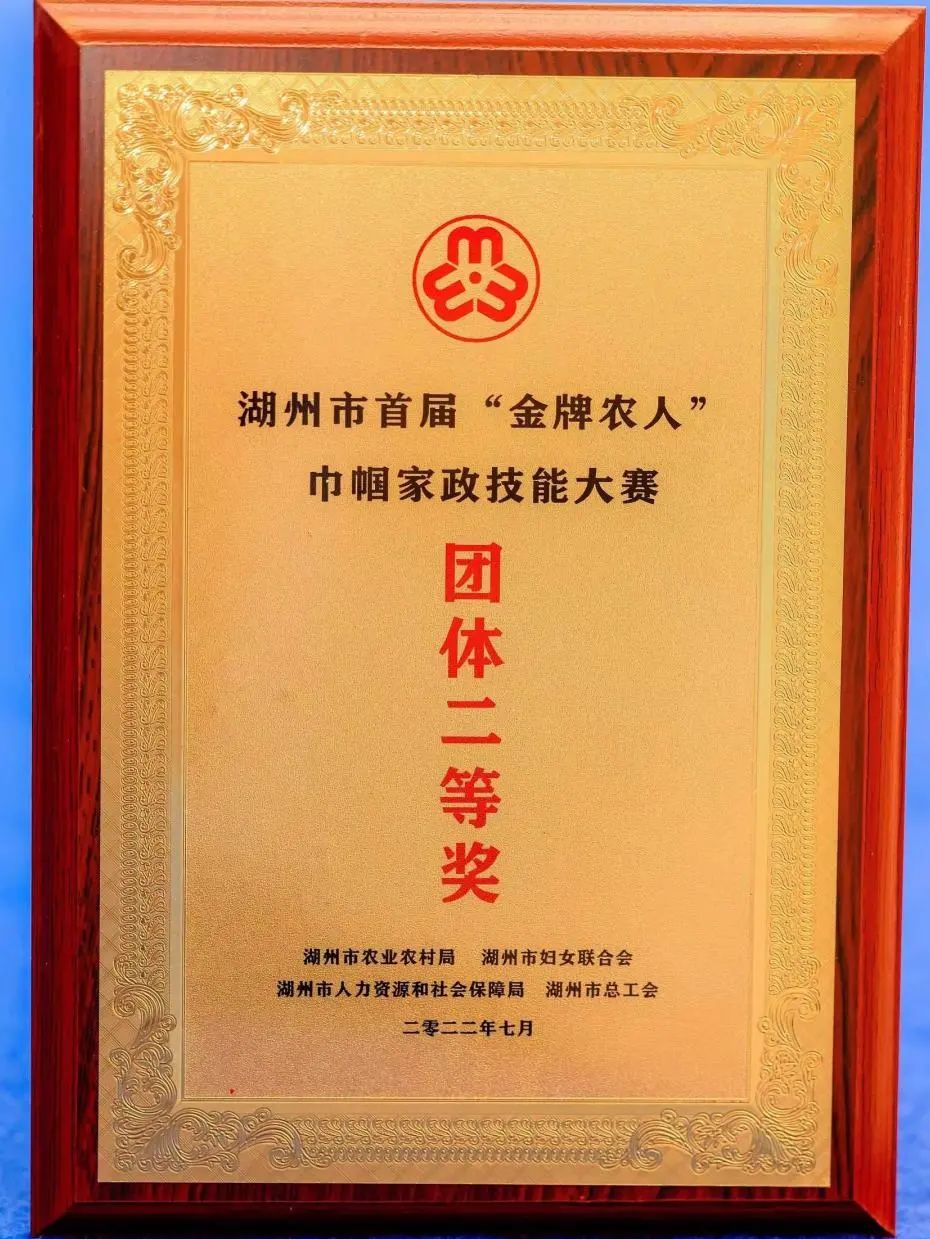 湖州市首届“金牌农人”
巾帼家政技能大赛
团体二等奖
湖州市农业农村局 湖州市妇女联合会
湖州市人力资源和社会保障局 湖州市总工会
二零二二年七月